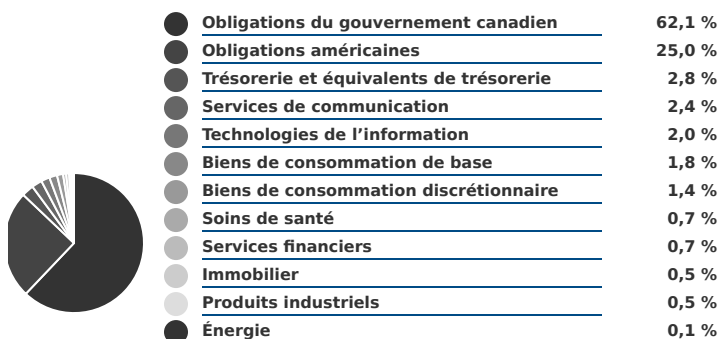 Obligations du gouvernement canadien 62,1 %
Obligations américaines 25,0 %
Trésorerie et équivalents de trésorerie 2,8 %
Services de communication 2,4 %
Technologies de l’information 2,0 %
Biens de consommation de base 1,8 %
Biens de consommation discrétionnaire 1,4 %
Soins de santé 0,7 %
Services financiers 0,7 %
Immobilier 0,5 %
Produits industriels 0,5 %
Énergie 0,1 %